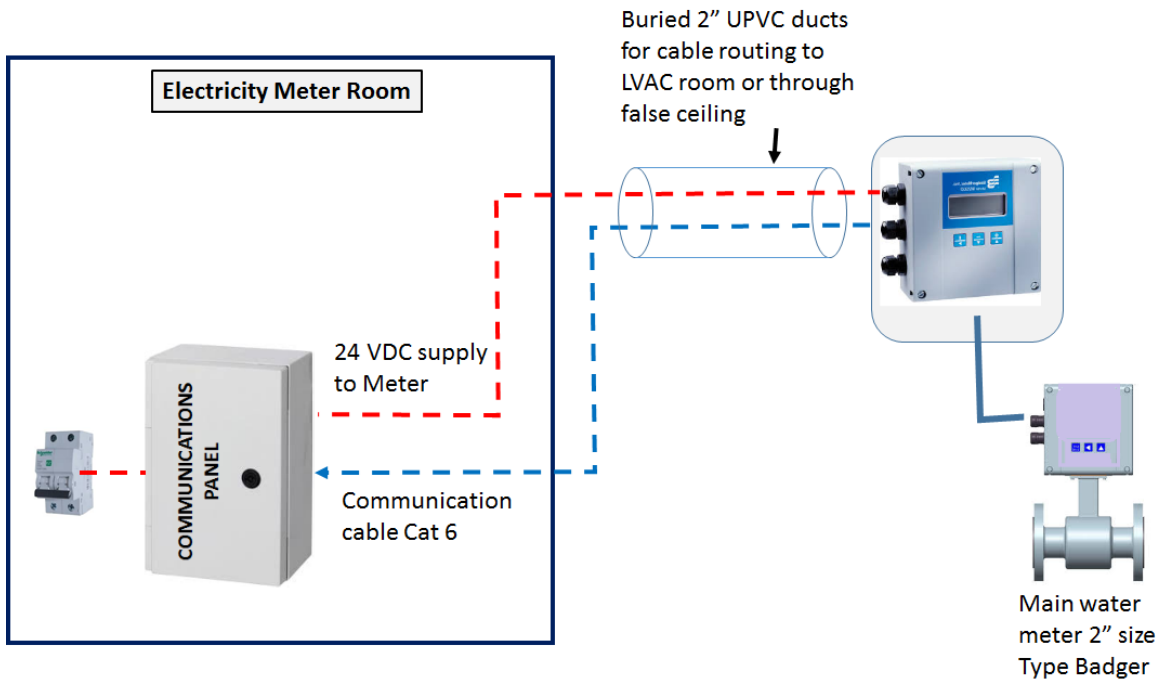 Buried 2” UPVC ducts
for cable routing to
LVAC room or through
false ceiling
Electricity Meter Room
24 VDC supply
to Meter
COMMUNICATIONS
PANEL
Communication
cable Cat 6
Main water
meter 2” size
Type Badger